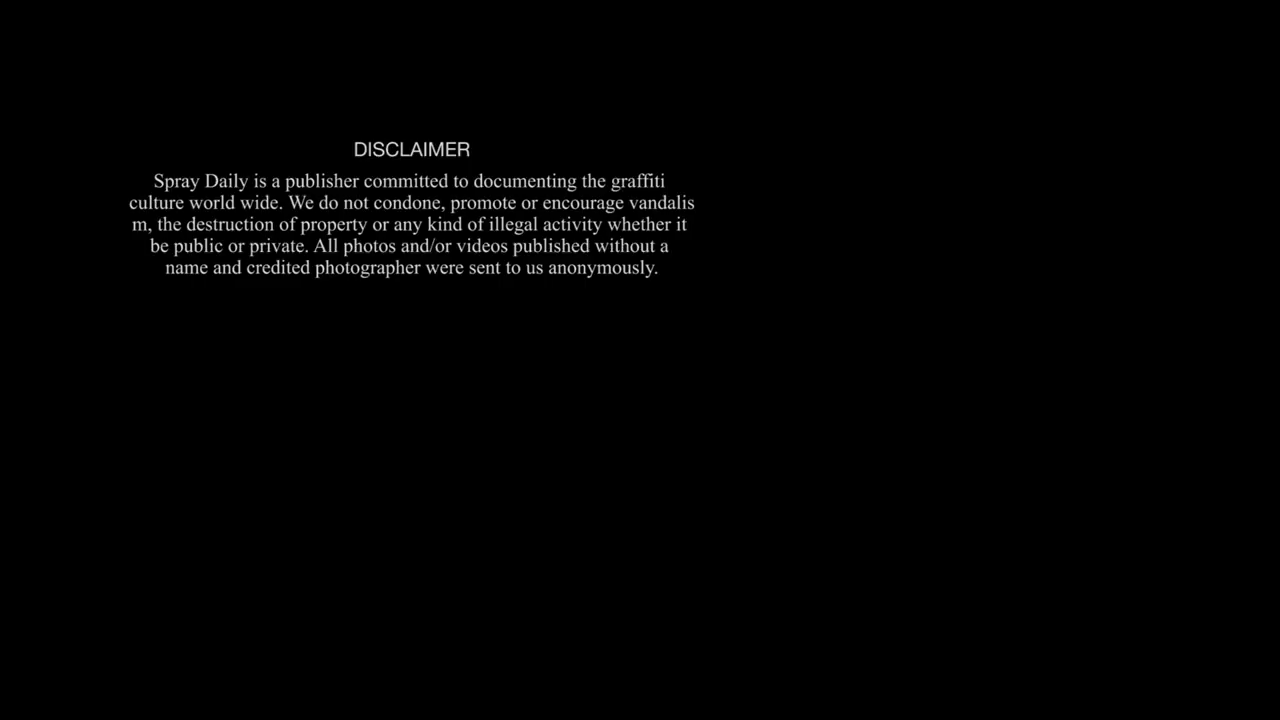 DISCLAIMER
Spray Daily is a publisher committed to documenting the graffiti
culture world wide. We do not condone, promote or encourage vandalis
m, the destruction of property or any kind of illegal activity whether it
be public or private. All photos and/or videos published without a
name and credited photographer were sent to us anonymously.